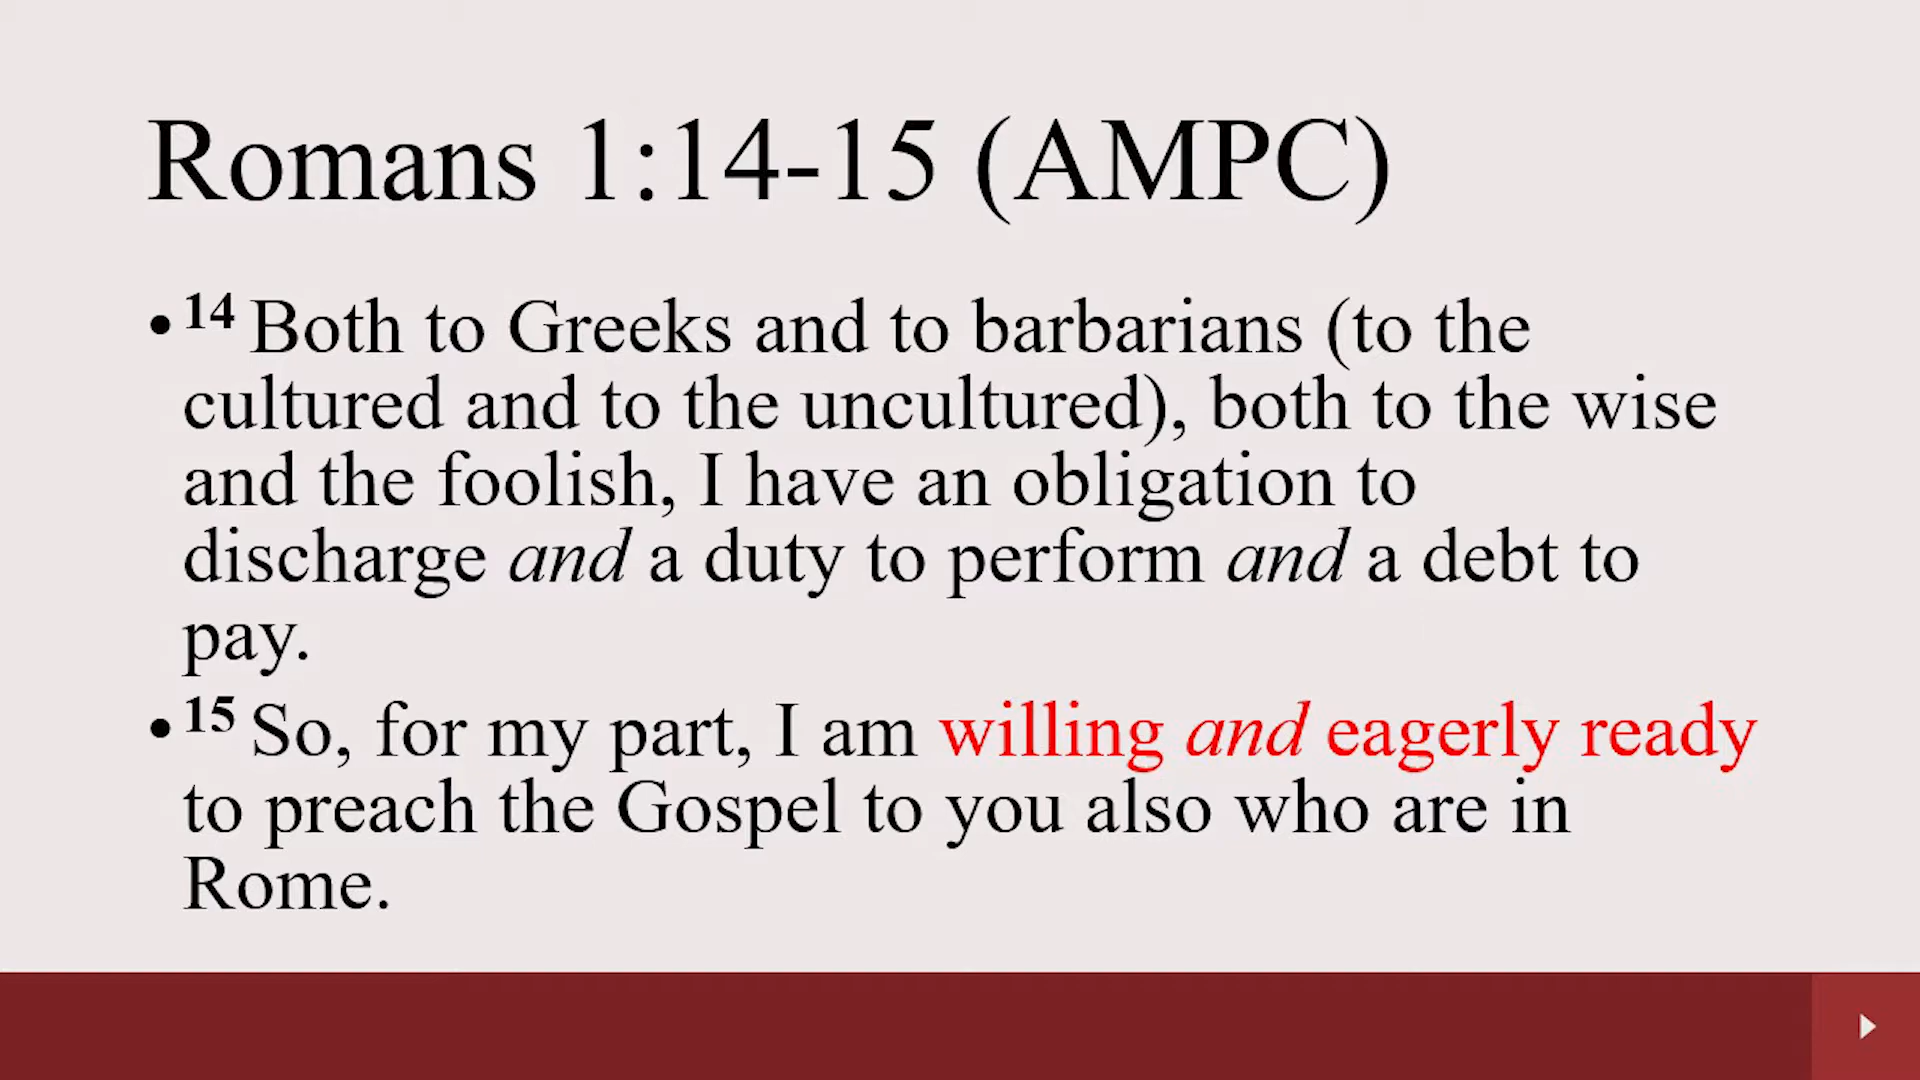 Romans 1:14-15 (AMPC)
• 14 Both to Greeks and to barbarians (to the
cultured and to the uncultured), both to the wise
and the foolish, I have an obligation to
discharge and a duty to perform and a debt to
pay.
• 15 So, for my part, I am willing and eagerly ready
to preach the Gospel to you also who are in
Rome.